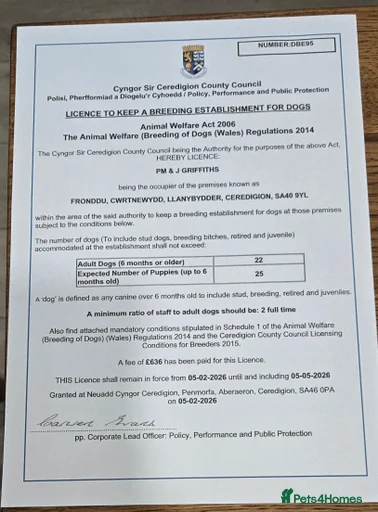 NUMBER:DBE95
Cyngor Sir Ceredigion County Council
Polisi, Pherfformiad a Diogelu'r Cyhoedd / Policy, Performance and Public Protection
LICENCE TO KEEP A BREEDING ESTABLISHMENT FOR DOGS
Animal Welfare Act 2006
The Animal Welfare (Breeding of Dogs) (Wales) Regulations 2014
The Cyngor Sir Ceredigion County Council being the Authority for the purposes of the above Act,
HEREBY LICENCE:
PM & J GRIFFITHS
being the occupier of the premises known as
FRONDDU, CWRTNEWYDD, LLANYBYDDER, CEREDIGION, SA40 9YL
within the area of the said authority to keep a breeding establishment for dogs at those premises
subject to the conditions below.
The number of dogs (To include stud dogs, breeding bitches, retired and juvenile)
accommodated at the establishment shall not exceed:
Adult Dogs (6 months or older) 22
Expected Number of Puppies (up to 6 25
months old)
A 'dog' is defined as any canine over 6 months old to include stud, breeding, retired and juveniles.
A minimum ratio of staff to adult dogs should be: 2 full time
Also find attached mandatory conditions stipulated in Schedule 1 of the Animal Welfare
(Breeding of Dogs) (Wales) Regulations 2014 and the Ceredigion County Council Licensing
Conditions for Breeders 2015.
A fee of £636 has been paid for this Licence.
THIS Licence shall remain in force from 05-02-2026 until and including 05-05-2026
Granted at Neuadd Cyngor Ceredigion, Penmorfa, Aberaeron, Ceredigion, SA46 0PA
on 05-02-2026
pp. Corporate Lead Officer: Policy, Performance and Public Protection
Pets4Homes